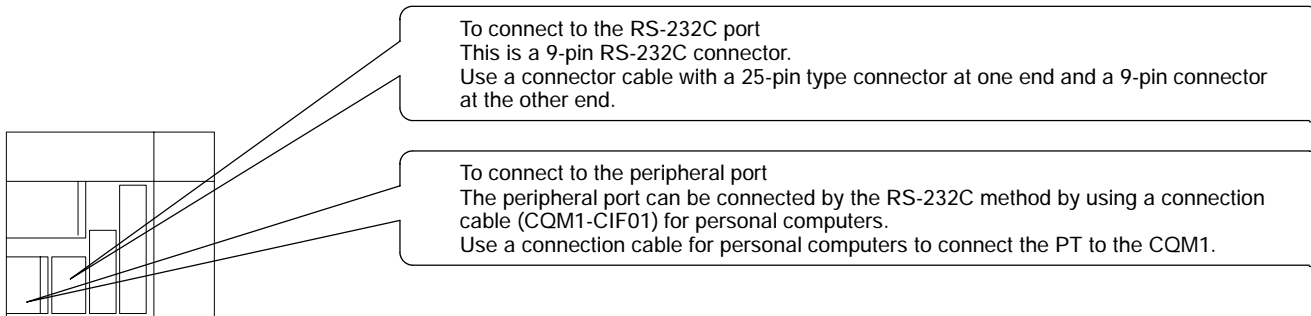 To connect to the RS-232C port
This is a 9-pin RS-232C connector.
Use a connector cable with a 25-pin type connector at one end and a 9-pin connector
at the other end.
To connect to the peripheral port
The peripheral port can be connected by the RS-232C method by using a connection
cable (CQM1-CIF01) for personal computers.
Use a connection cable for personal computers to connect the PT to the CQM1.